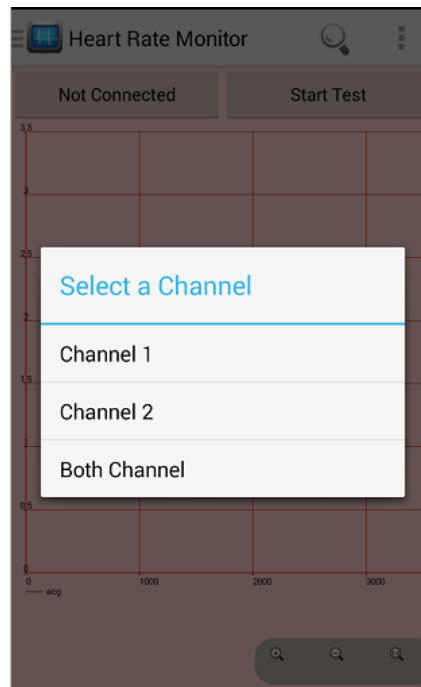 Heart Rate Monitor
Not Connected Start Test
3,5
3
2,5
Select a Channel
2
Channel 1
1,5
Channel 2
1
Both Channel
0,5
0
0 1000 2000 3000
ecg